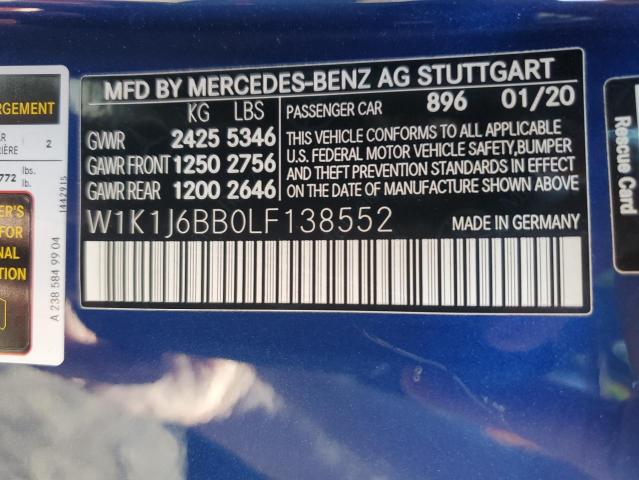 MFD BY MERCEDES-BENZ AG STUTTGART
KG LBS
GVWR 2425 5346
GAWR FRONT 1250 2756
GAWR REAR 1200 2646
PASSENGER CAR 896 01/20
THIS VEHICLE CONFORMS TO ALL APPLICABLE
U.S. FEDERAL MOTOR VEHICLE SAFETY,BUMPER
AND THEFT PREVENTION STANDARDS IN EFFECT
ON THE DATE OF MANUFACTURE SHOWN ABOVE.
W1K1J6BB0LF138552
MADE IN GERMANY
2
772 lbs.
lb.
1442915
A 238 584 99 04
Rescue Card